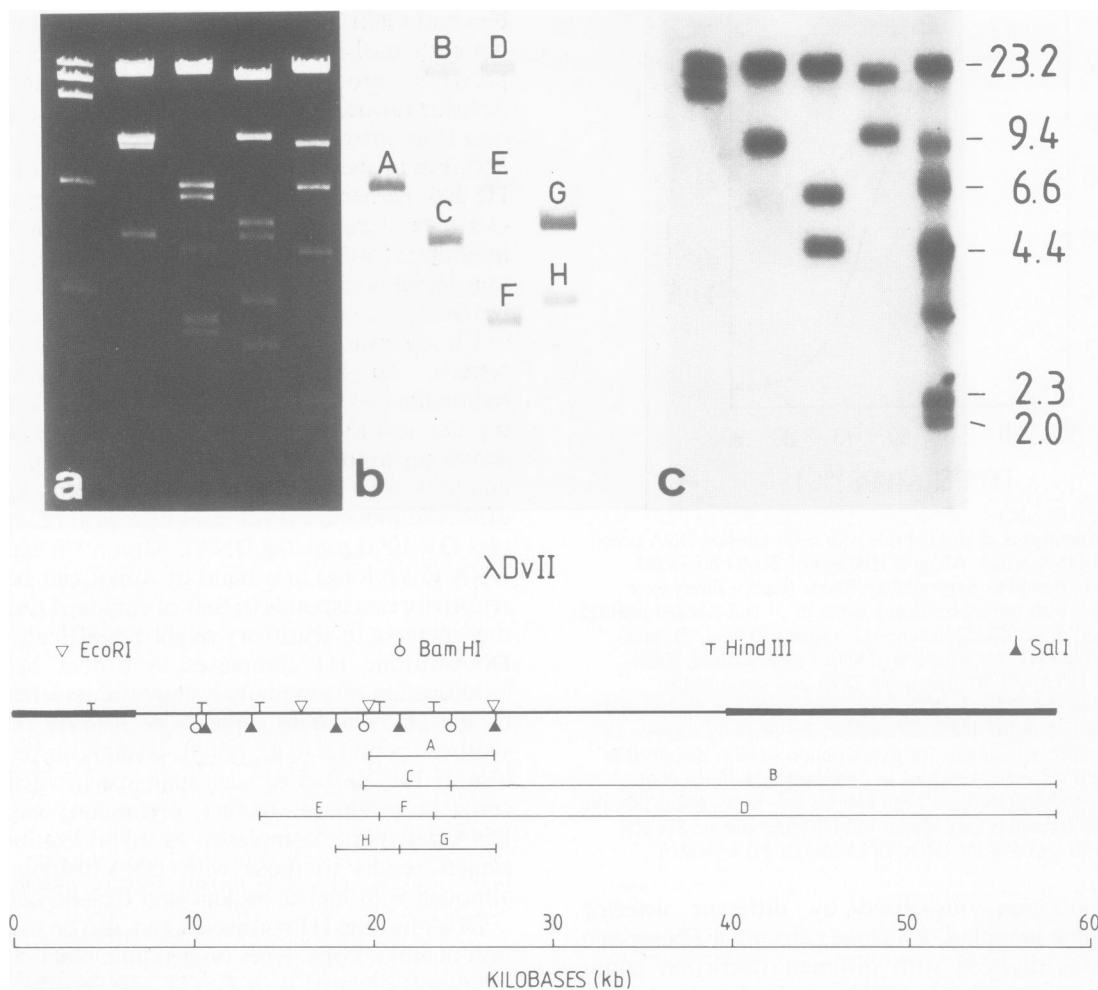 B D
A E
C G
F H
a b c
– 23.2
– 9.4
– 6.6
– 4.4
– 2.3
– 2.0
λDvII
▽ EcoRI ○ Bam HI ┬ Hind III ▲ Sal I
A
C B
E F D
H G
0 10 20 30 40 50 60
KILOBASES (kb)